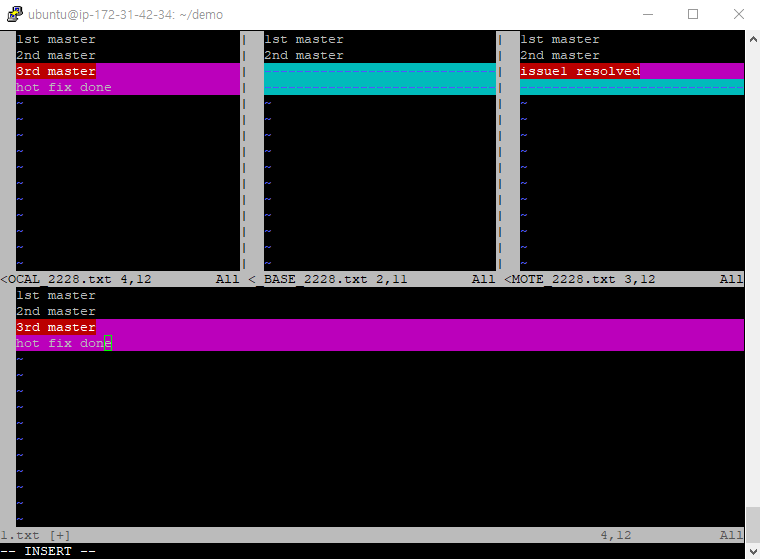 ubuntu@ip-172-31-42-34: ~/demo
1st master
2nd master
3rd master
hot fix done
~
~
~
~
~
~
~
~
~
~
~
<OCAL_2228.txt 4,12 All
1st master
2nd master
~
~
~
~
~
~
~
~
~
~
~
<_BASE_2228.txt 2,11 All
1st master
2nd master
issue1 resolved
~
~
~
~
~
~
~
~
~
~
~
<MOTE_2228.txt 3,12 All
1st master
2nd master
3rd master
hot fix done
~
~
~
~
~
~
~
~
~
~
~
1.txt [+] 4,12 All
-- INSERT --